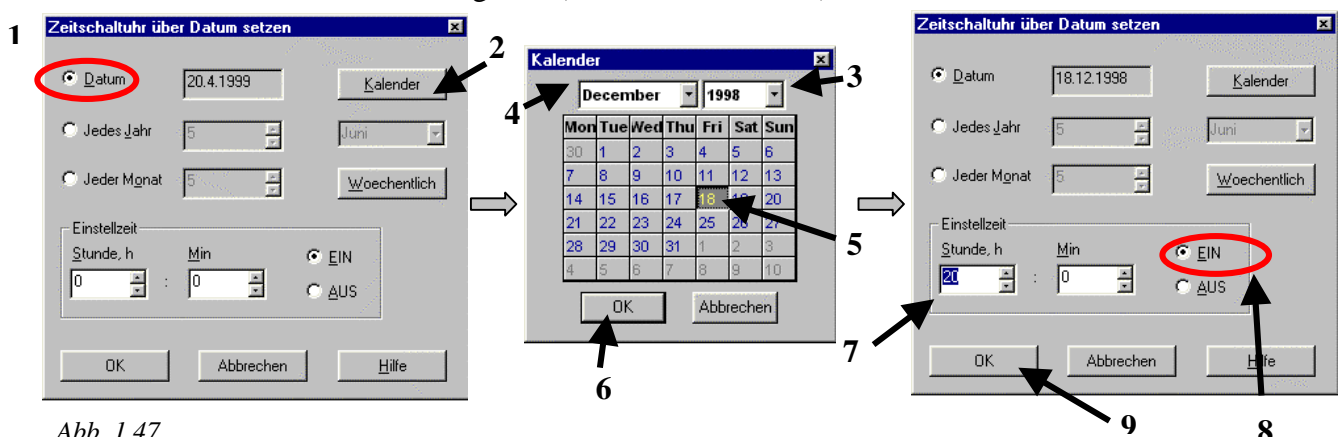 1
Zeitschaltuhr über Datum setzen
Datum 20.4.1999 Kalender
2
Jedes Jahr 5 Juni
Jeder Monat 5 Woechentlich
Einstellzeit
Stunde, h Min
0 : 0
EIN
AUS
OK Abbrechen Hilfe
Kalender
3
4
December 1998
Mon Tue Wed Thu Fri Sat Sun
30 1 2 3 4 5 6
7 8 9 10 11 12 13
14 15 16 17 18 19 20
21 22 23 24 25 26 27
28 29 30 31 1 2 3
4 5 6 7 8 9 10
5
OK Abbrechen
6
Zeitschaltuhr über Datum setzen
Datum 18.12.1998 Kalender
Jedes Jahr 5 Juni
Jeder Monat 5 Woechentlich
Einstellzeit
Stunde, h Min
20 : 0
EIN
AUS
7
OK Abbrechen Hilfe
9
8
Abb. 1.47